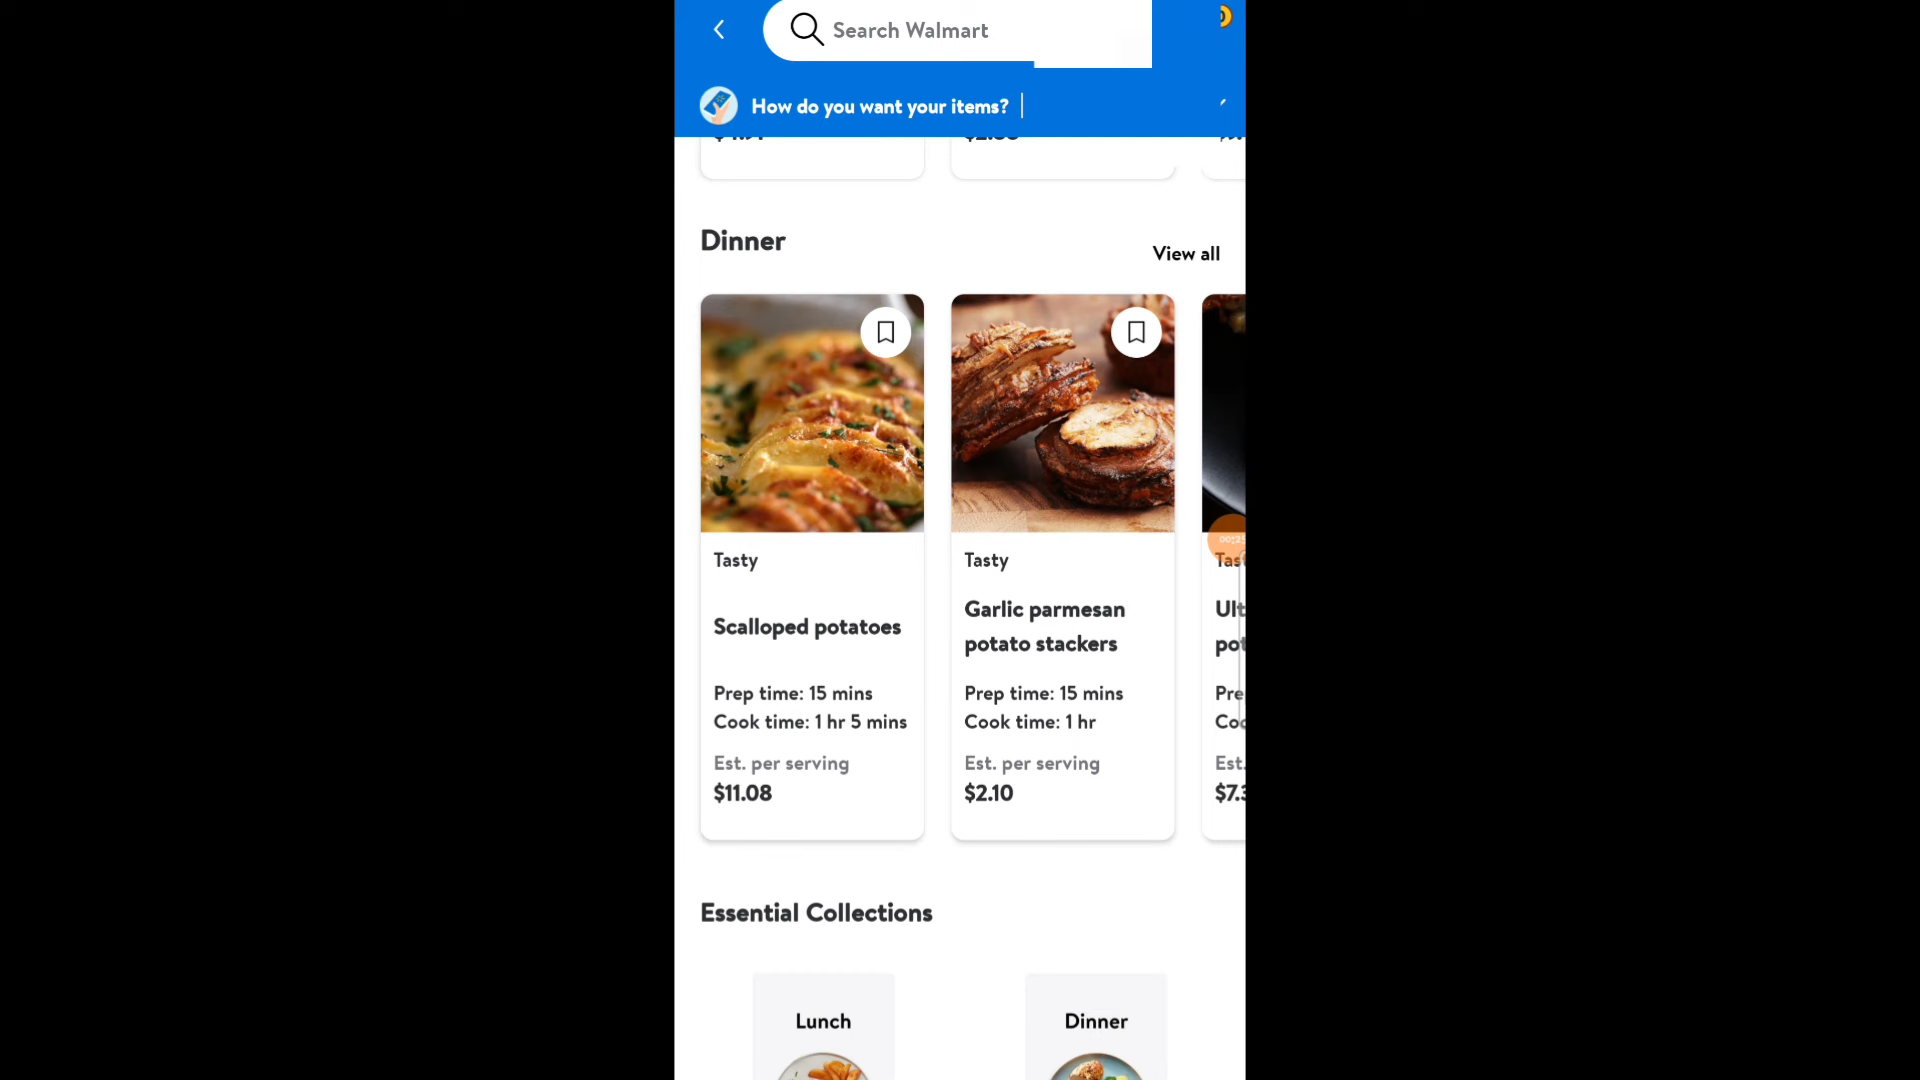 Search Walmart
How do you want your items?
Dinner
View all
Tasty
Scalloped potatoes
Prep time: 15 mins
Cook time: 1 hr 5 mins
Est. per serving
$11.08
Tasty
Garlic parmesan
potato stackers
Prep time: 15 mins
Cook time: 1 hr
Est. per serving
$2.10
Est.
Essential Collections
Lunch
Dinner